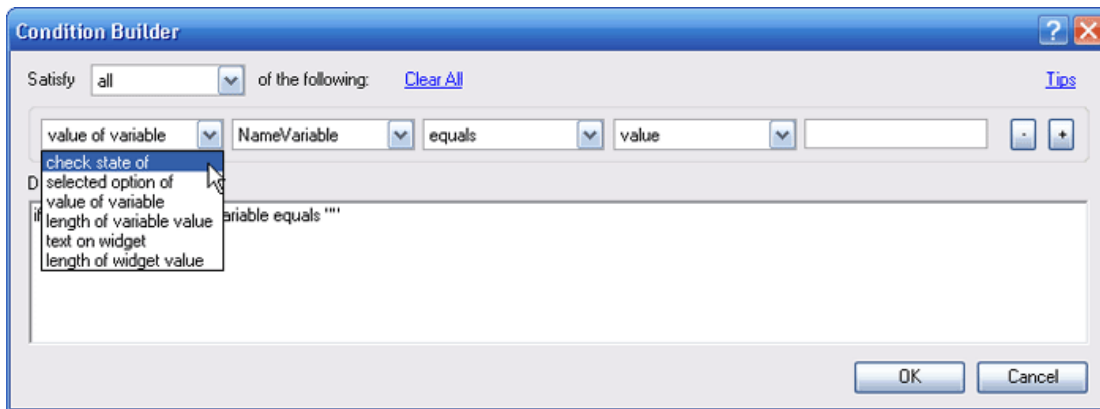 Condition Builder
Satisfy all of the following: Clear All Tips
value of variable NameVariable equals value - +
check state of
D
selected option of
value of variable
if ariable equals ""
length of variable value
text on widget
length of widget value
OK Cancel